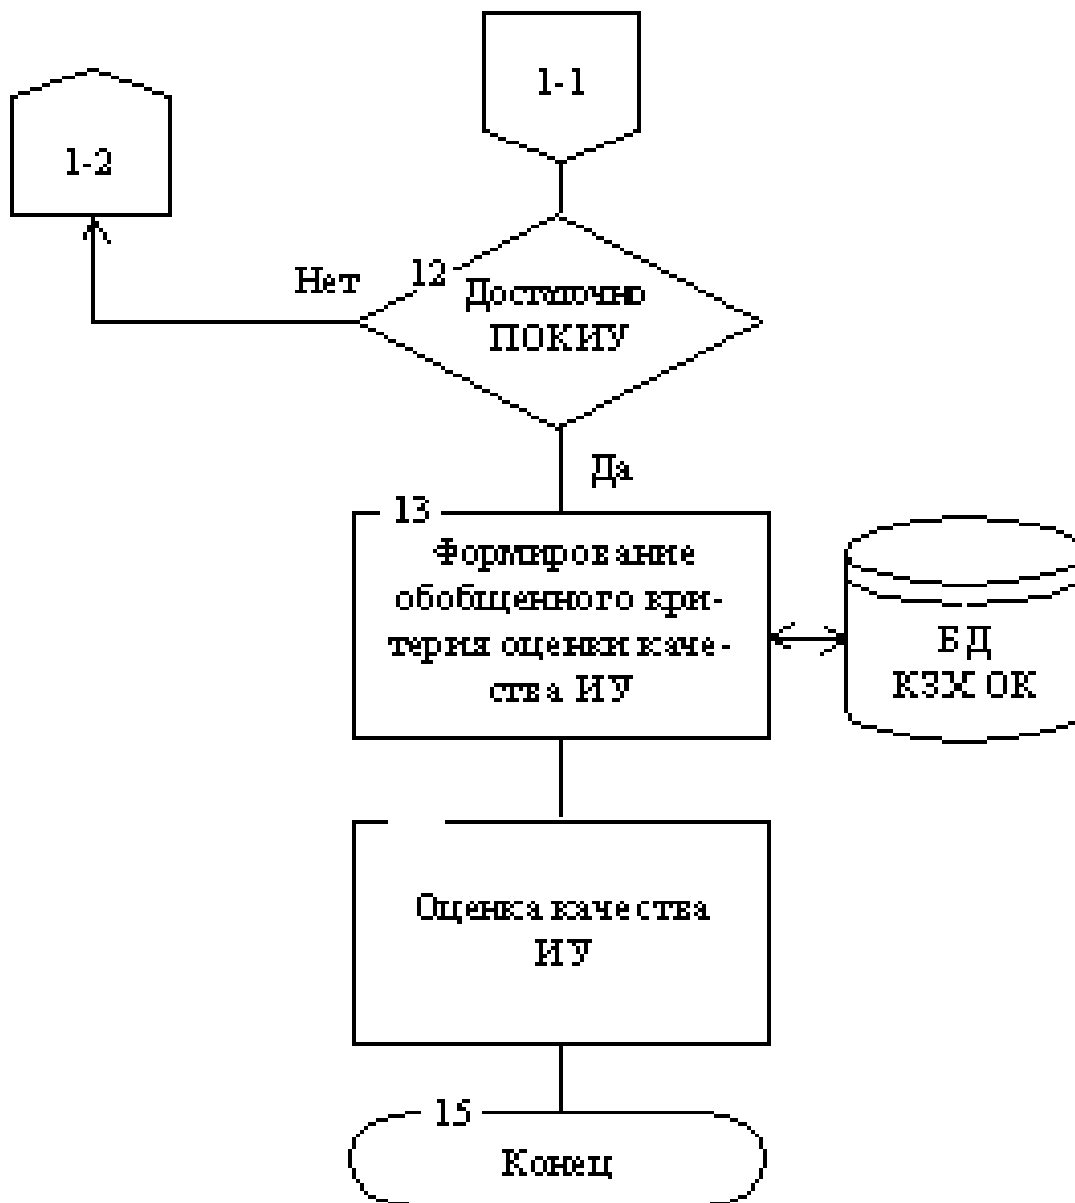 1-1
1-2
Нет
12
Достаточно
ПОКИУ
Да
13
Формирование
обобщенного кри-
терия оценки каче-
ства ИУ
БД
КЗХ ОК
Оценка качества
ИУ
15
Конец